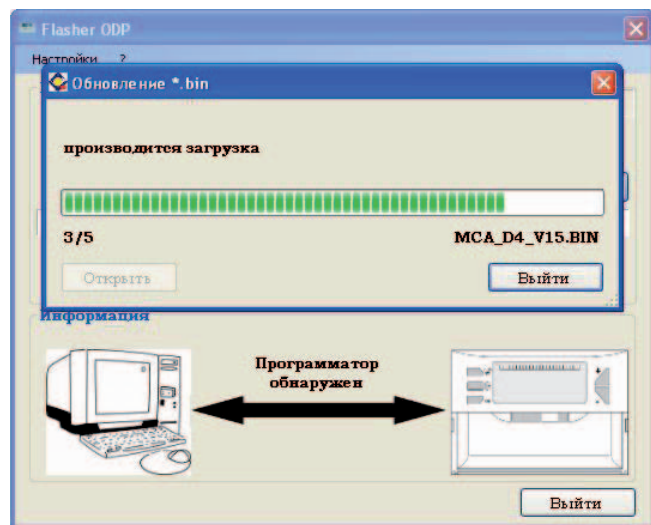 Flasher ODP
Настройки ?
Обновление *.bin
производится загрузка
3/5 MCA_D4_V15.BIN
Открыть Выйти
Информация
Программатор
обнаружен
Выйти